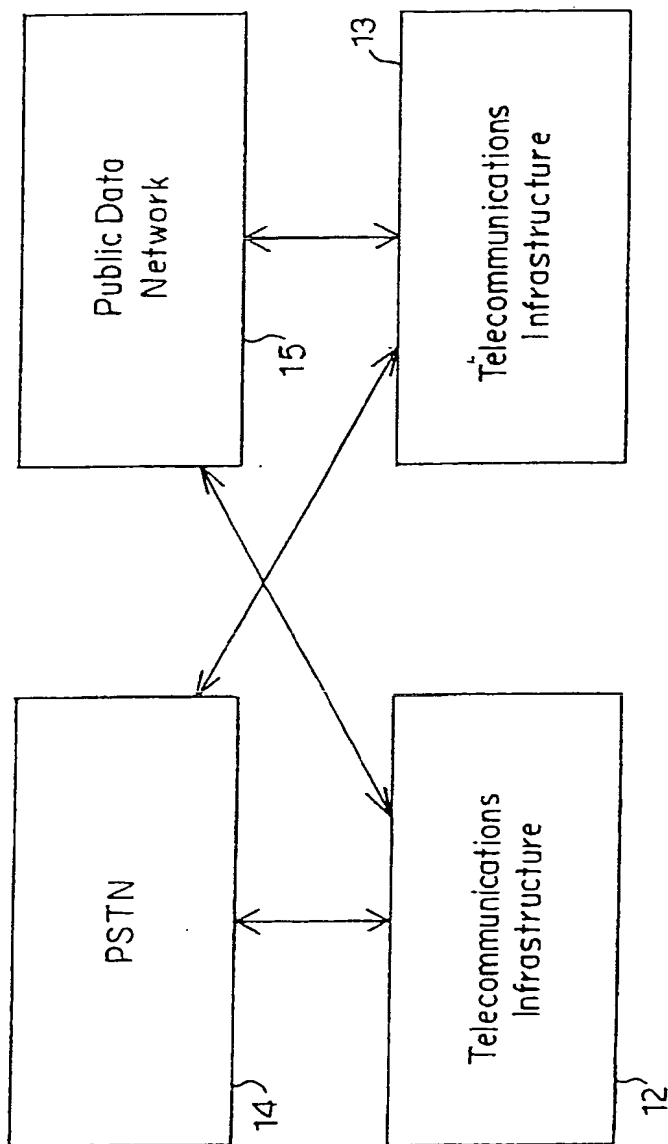 PSTN
14
Public Data
Network
15
Telecommunications
Infrastructure
12
Telecommunications
Infrastructure
13